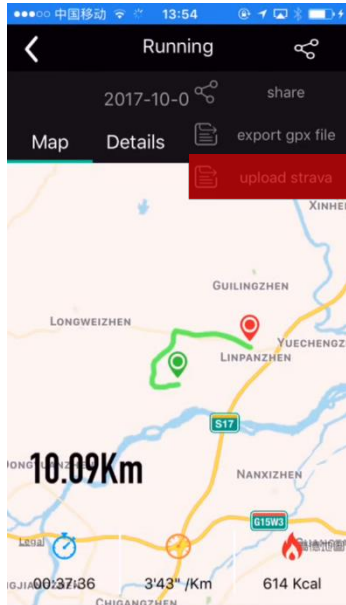 中国移动 13:54
Running
2017-10-0
share
export gpx file
upload strava
Map Details
XINHE
GUILINGZHEN
LONGWEIZHEN
YUECHENGZ
LINPANZHEN
S17
10.09Km
NANXIZHEN
G15W3
Legal
00:37:36
3'43" /Km
614 Kcal
CHIGANGZHEN